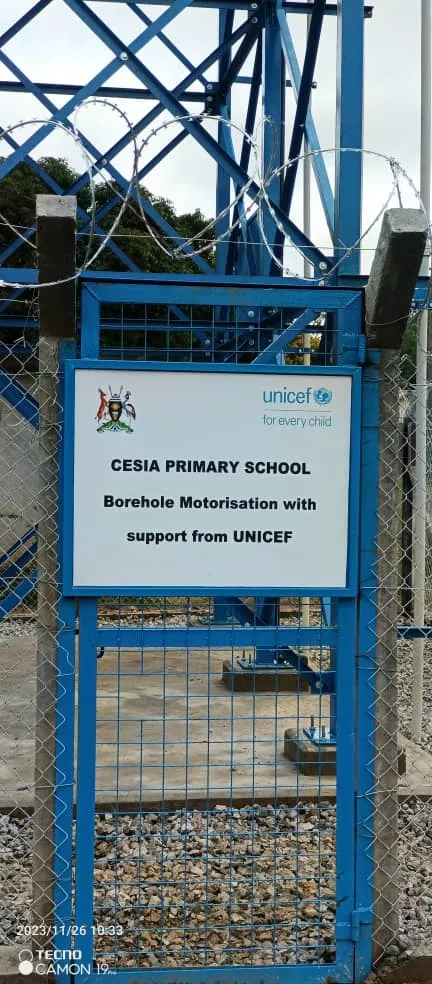 unicef
for every child
CESIA PRIMARY SCHOOL
Borehole Motorisation with
support from UNICEF
2023/11/26 10:33
TECNO
CAMON 19